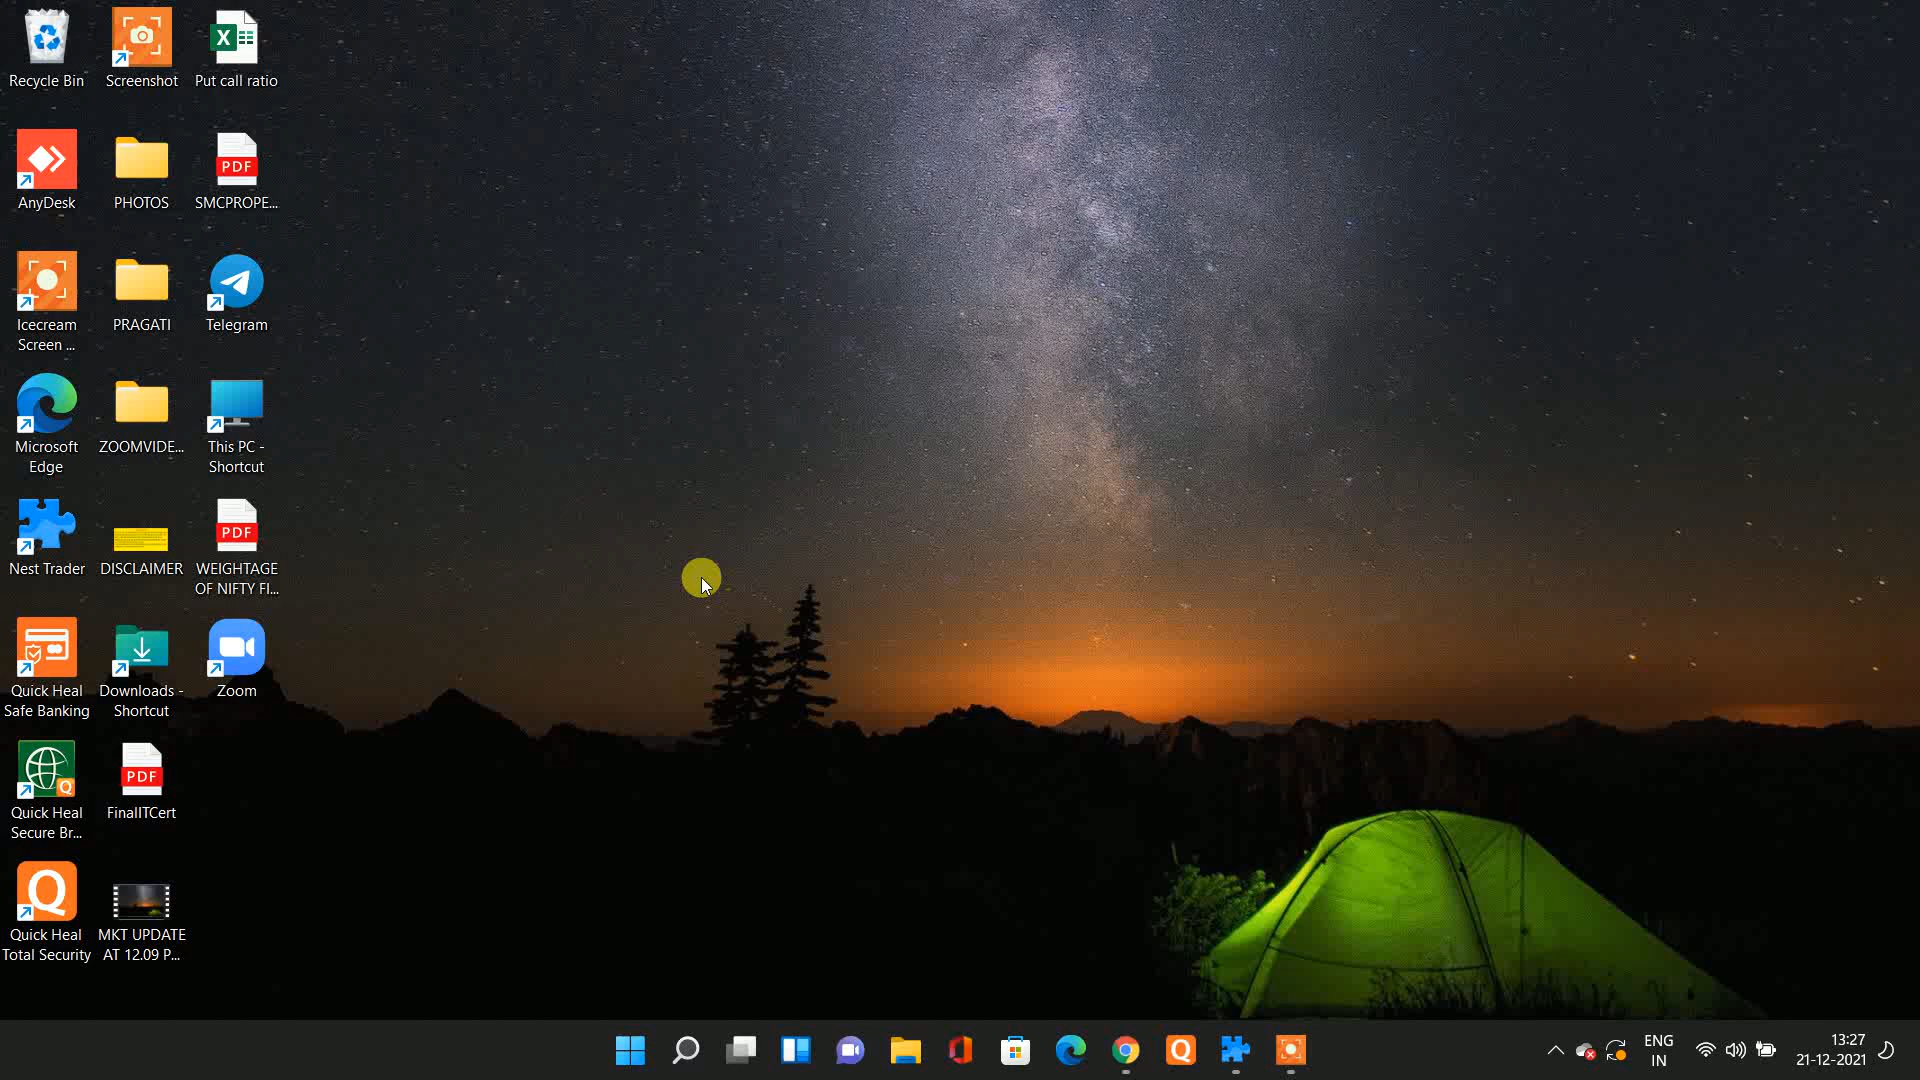 Recycle Bin
Screenshot
Put call ratio
AnyDesk
PHOTOS
PDF
SMCPROPE...
Icecream
Screen ...
PRAGATI
Telegram
Microsoft
Edge
ZOOMVIDE...
This PC -
Shortcut
Nest Trader
DISCLAIMER
PDF
WEIGHTAGE
OF NIFTY FI...
Quick Heal
Safe Banking
Downloads -
Shortcut
Zoom
Quick Heal
Secure Br...
PDF
FinalITCert
Quick Heal
Total Security
MKT UPDATE
AT 12.09 P...
ENG
IN
13:27
21-12-2021